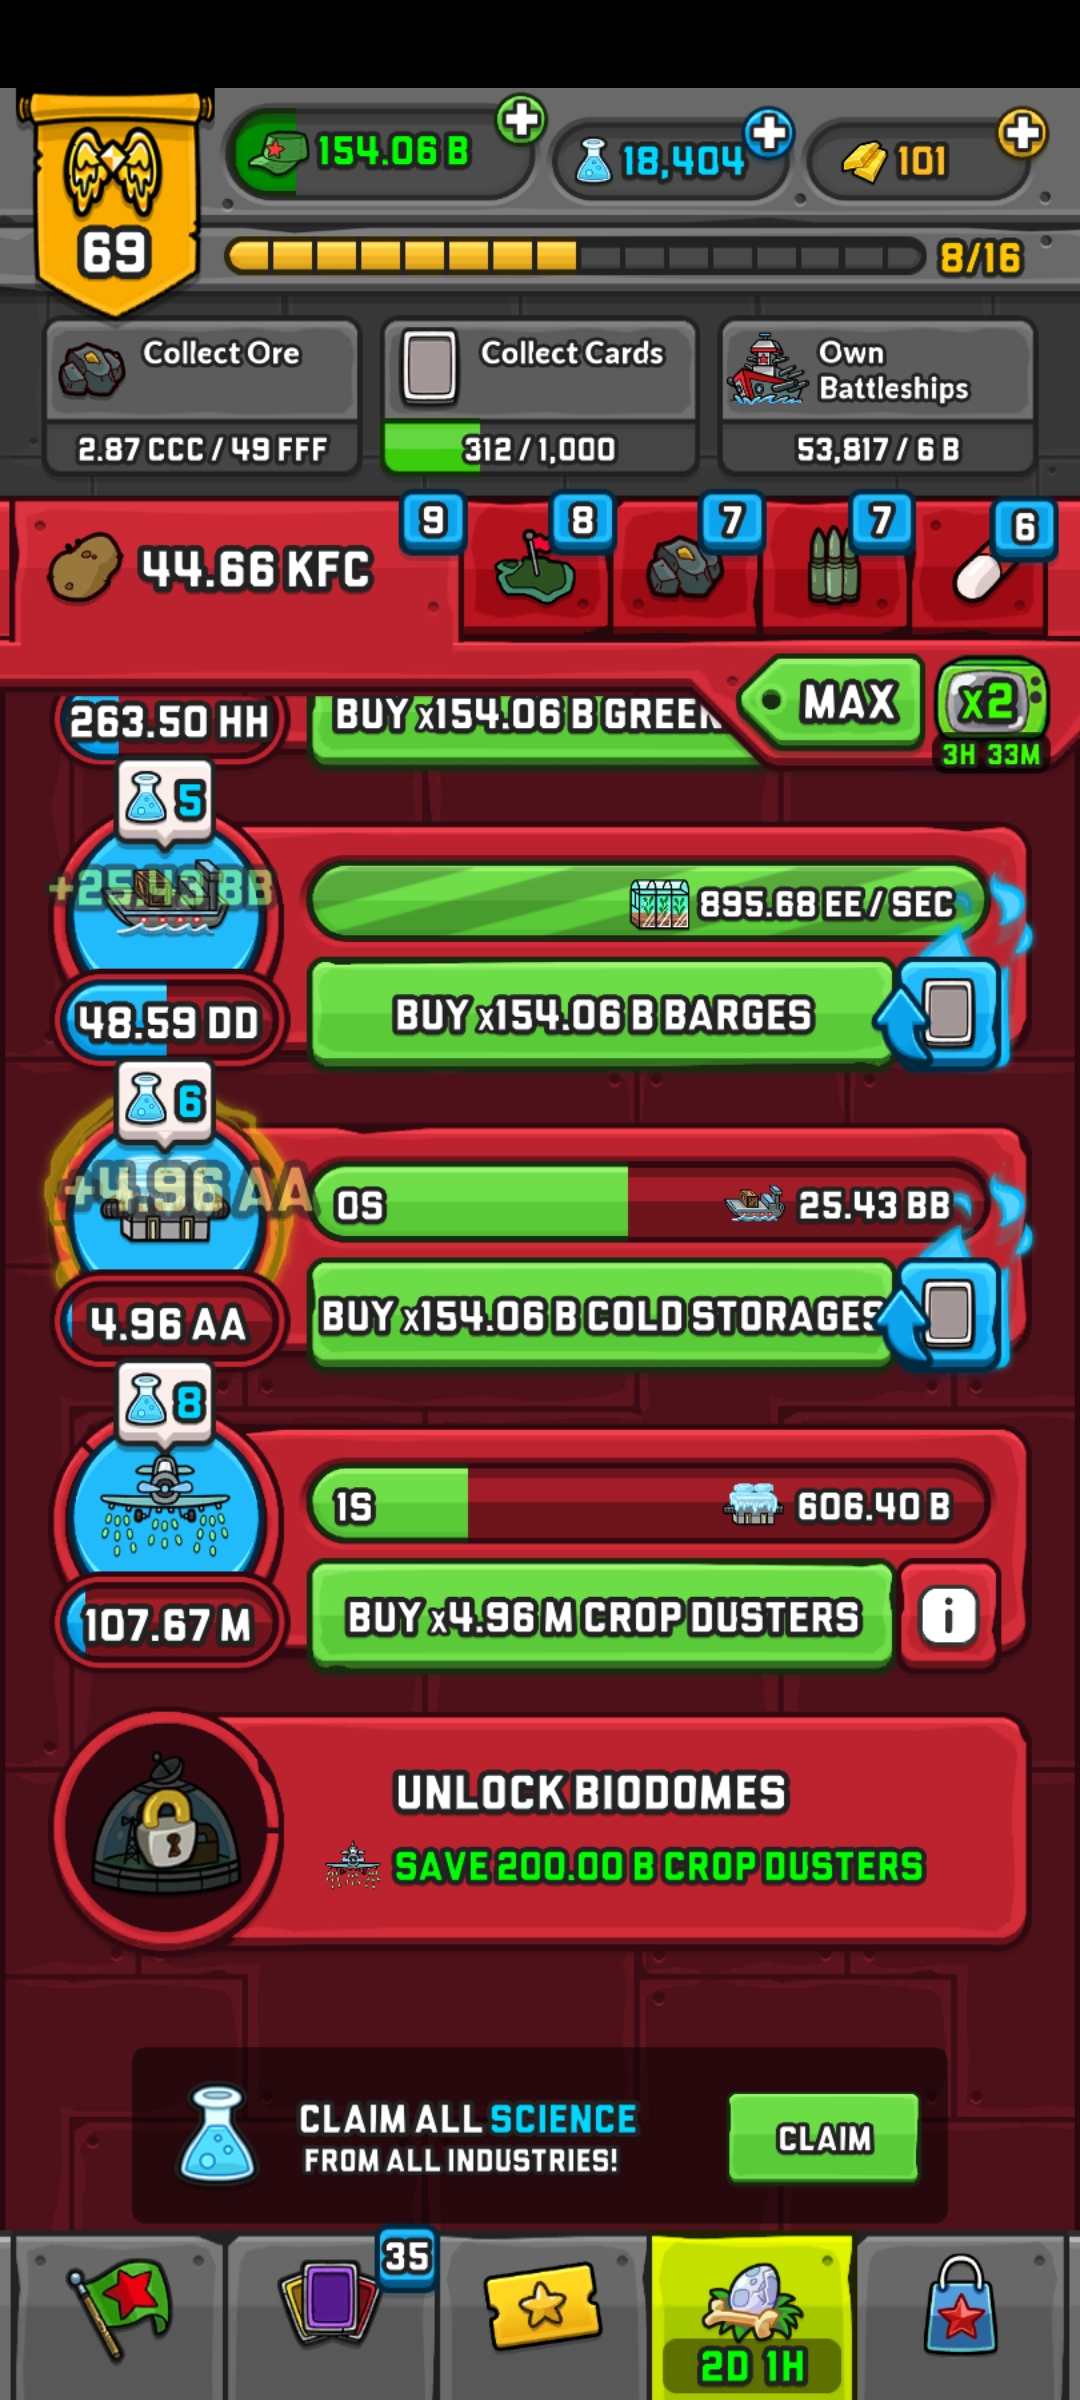 154.06 B
18,404
101
69
8/16
Collect Ore
2.87 CCC / 49 FFF
Collect Cards
312 / 1,000
Own
Battleships
53,817 / 6 B
44.66 KFC
9
8
7
7
6
MAX
x2
3H 33M
263.50 HH
BUY x154.06 B GREEN
5
+25.43 BB
895.68 EE / SEC
48.59 DD
BUY x154.06 B BARGES
6
+4.96 AA
0S
25.43 BB
4.96 AA
BUY x154.06 B COLD STORAGES
8
1S
606.40 B
107.67 M
BUY x4.96 M CROP DUSTERS
i
UNLOCK BIODOMES
SAVE 200.00 B CROP DUSTERS
CLAIM ALL SCIENCE
FROM ALL INDUSTRIES!
CLAIM
35
2D 1H